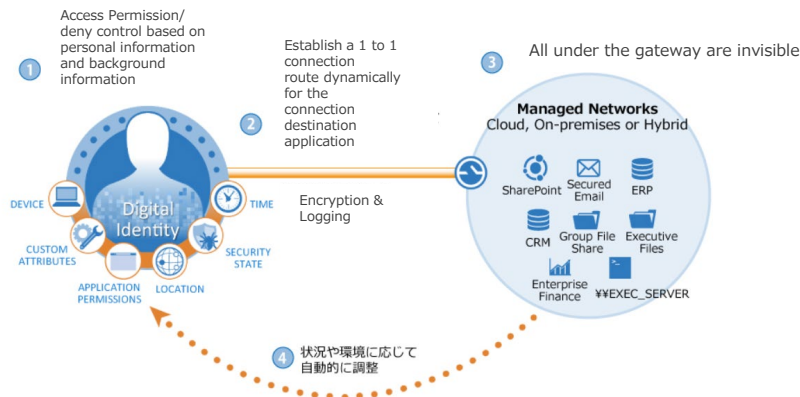 Access Permission/
deny control based on
personal information
and background
information
1
Establish a 1 to 1
connection
route dynamically
for the
connection
destination
application
2
3
All under the gateway are invisible
Managed Networks
Cloud, On-premises or Hybrid
SharePoint
Secured
Email
ERP
CRM
Group File
Share
Executive
Files
Enterprise
Finance
¥¥EXEC_SERVER
Encryption &
Logging
Digital
Identity
DEVICE
CUSTOM
ATTRIBUTES
APPLICATION
PERMISSIONS
LOCATION
SECURITY
STATE
TIME
4
状況や環境に応じて
自動的に調整